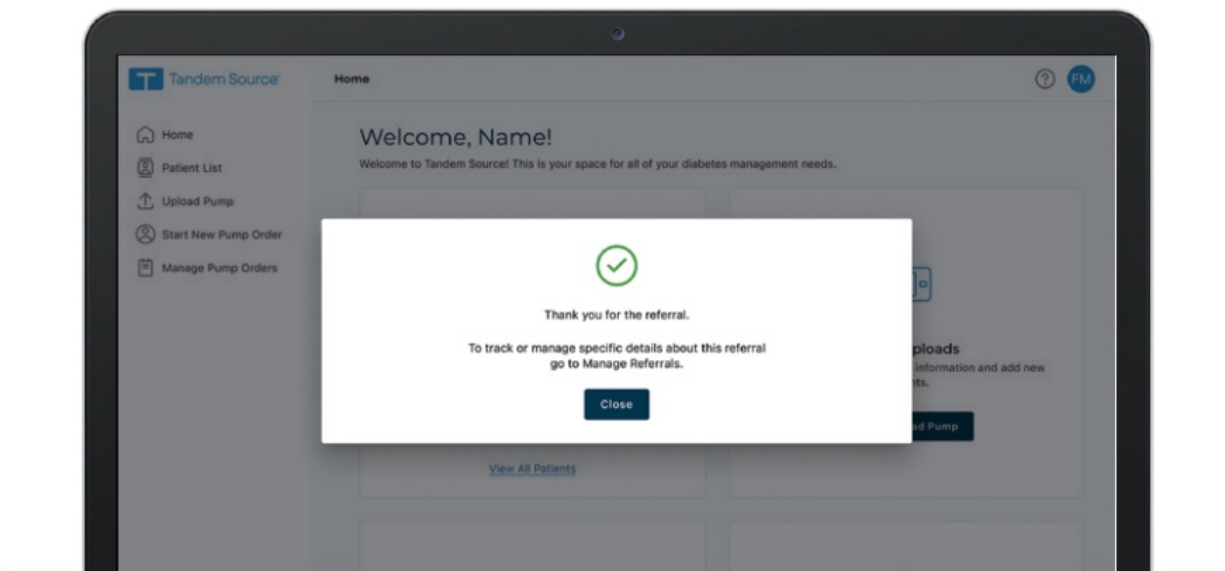 Tandem Source
Home
FM
Home
Patient List
Upload Pump
Start New Pump Order
Manage Pump Orders
Welcome, Name!
Welcome to Tandem Source! This is your space for all of your diabetes management needs.
Thank you for the referral.
To track or manage specific details about this referral
go to Manage Referrals.
Close
information and add new
Pump
View All Patients